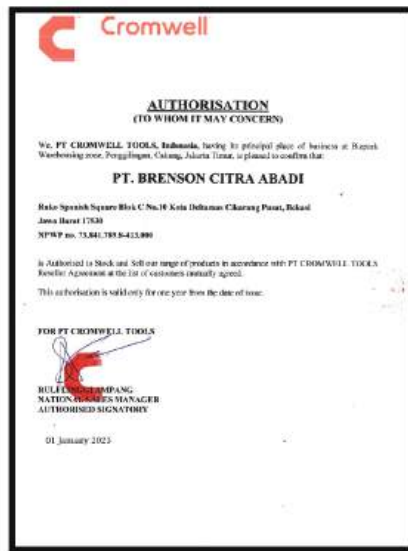 Cromwell
AUTHORISATION
(TO WHOM IT MAY CONCERN)
We, PT CROMWELL TOOLS, Indonesia, having its principal place of business at Bizpark
Warehousing zone, Penggilingan, Cakung, Jakarta Timur, is pleased to confirm that:
PT. BRENSON CITRA ABADI
Ruko Spanish Square Blok C No.10 Kota Deltamas Cikarang Pusat, Bekasi
Jawa Barat 17530
NPWP no.
is Authorised to Stock and Sell our range of products in accordance with PT CROMWELL TOOLS
Reseller Agreement at the list of customers mutually agreed.
This authorisation is valid only for one year from the date of issue.
FOR PT CROMWELL TOOLS
NATIONAL SALES MANAGER
AUTHORISED SIGNATORY
01 January 2023